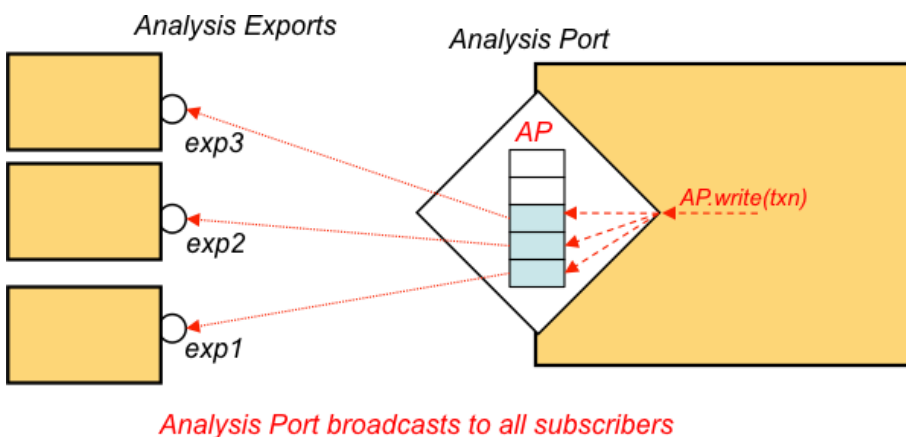 Analysis Exports
Analysis Port
AP
exp3
AP.write(txn)
exp2
exp1
Analysis Port broadcasts to all subscribers